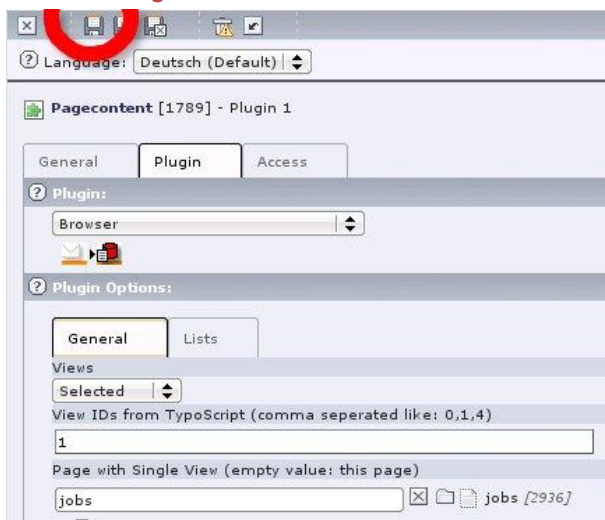 Language: Deutsch (Default)
Pagecontent [1789] - Plugin 1
General Plugin Access
Plugin:
Browser
Plugin Options:
General Lists
Views
Selected
View IDs from TypoScript (comma seperated like: 0,1,4)
1
Page with Single View (empty value: this page)
jobs jobs [2936]